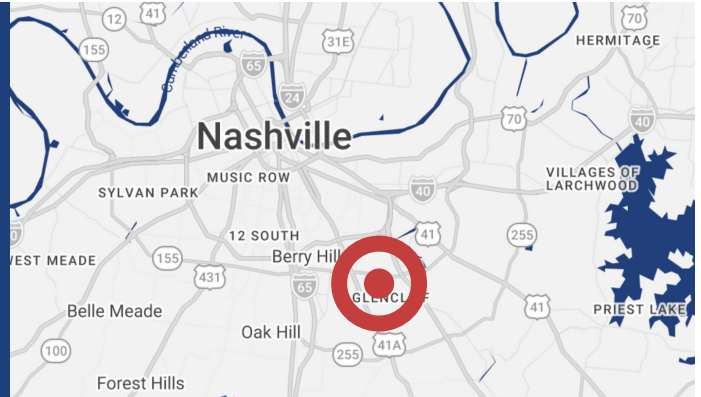 12
41
70
HERMITAGE
155
31E
Cumberland River
65
24
70
40
Nashville
MUSIC ROW
VILLAGES OF
LARCHWOOD
SYLVAN PARK
40
12 SOUTH
41
255
Berry Hill
155
WEST MEADE
431
65
GLENCLIFF
41
PRIEST LAKE
Belle Meade
Oak Hill
41A
255
100
Forest Hills